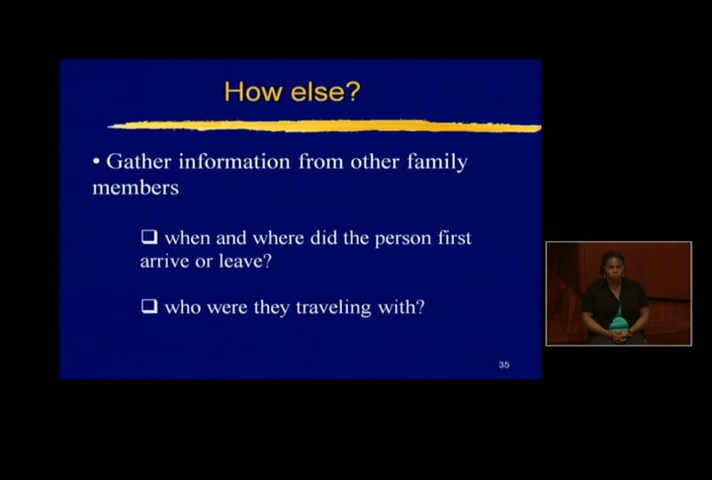 How else?
• Gather information from other family
members
❑ when and where did the person first
arrive or leave?
❑ who were they traveling with?
35